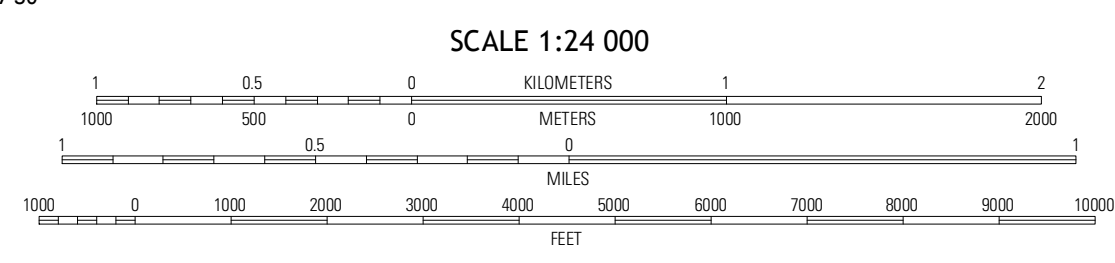 SCALE 1:24 000
1 0.5 0 KILOMETERS 1 2
1000 500 0 METERS 1000 2000
1 0.5 0 1
MILES
1000 0 1000 2000 3000 4000 5000 6000 7000 8000 9000 10000
FEET